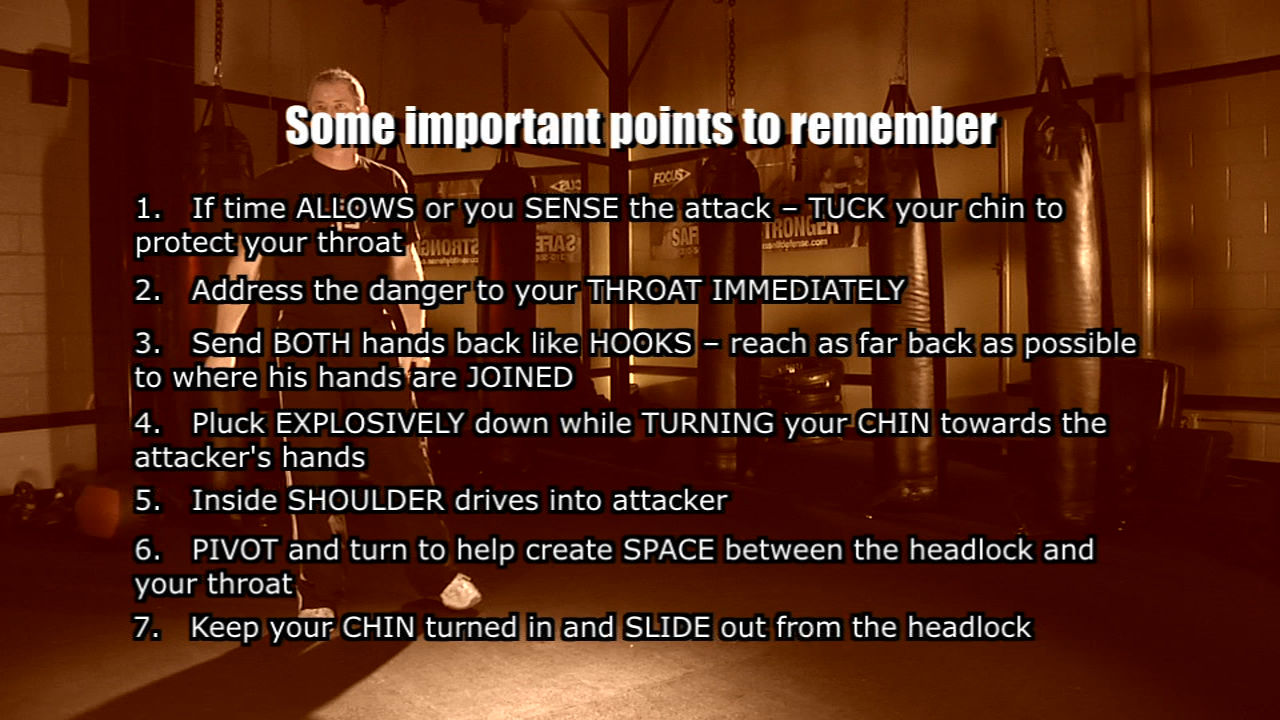 Some important points to remember
1. If time ALLOWS or you SENSE the attack – TUCK your chin to
protect your throat
2. Address the danger to your THROAT IMMEDIATELY
3. Send BOTH hands back like HOOKS – reach as far back as possible
to where his hands are JOINED
4. Pluck EXPLOSIVELY down while TURNING your CHIN towards the
attacker's hands
5. Inside SHOULDER drives into attacker
6. PIVOT and turn to help create SPACE between the headlock and
your throat
7. Keep your CHIN turned in and SLIDE out from the headlock
FOCUS
STRONGER